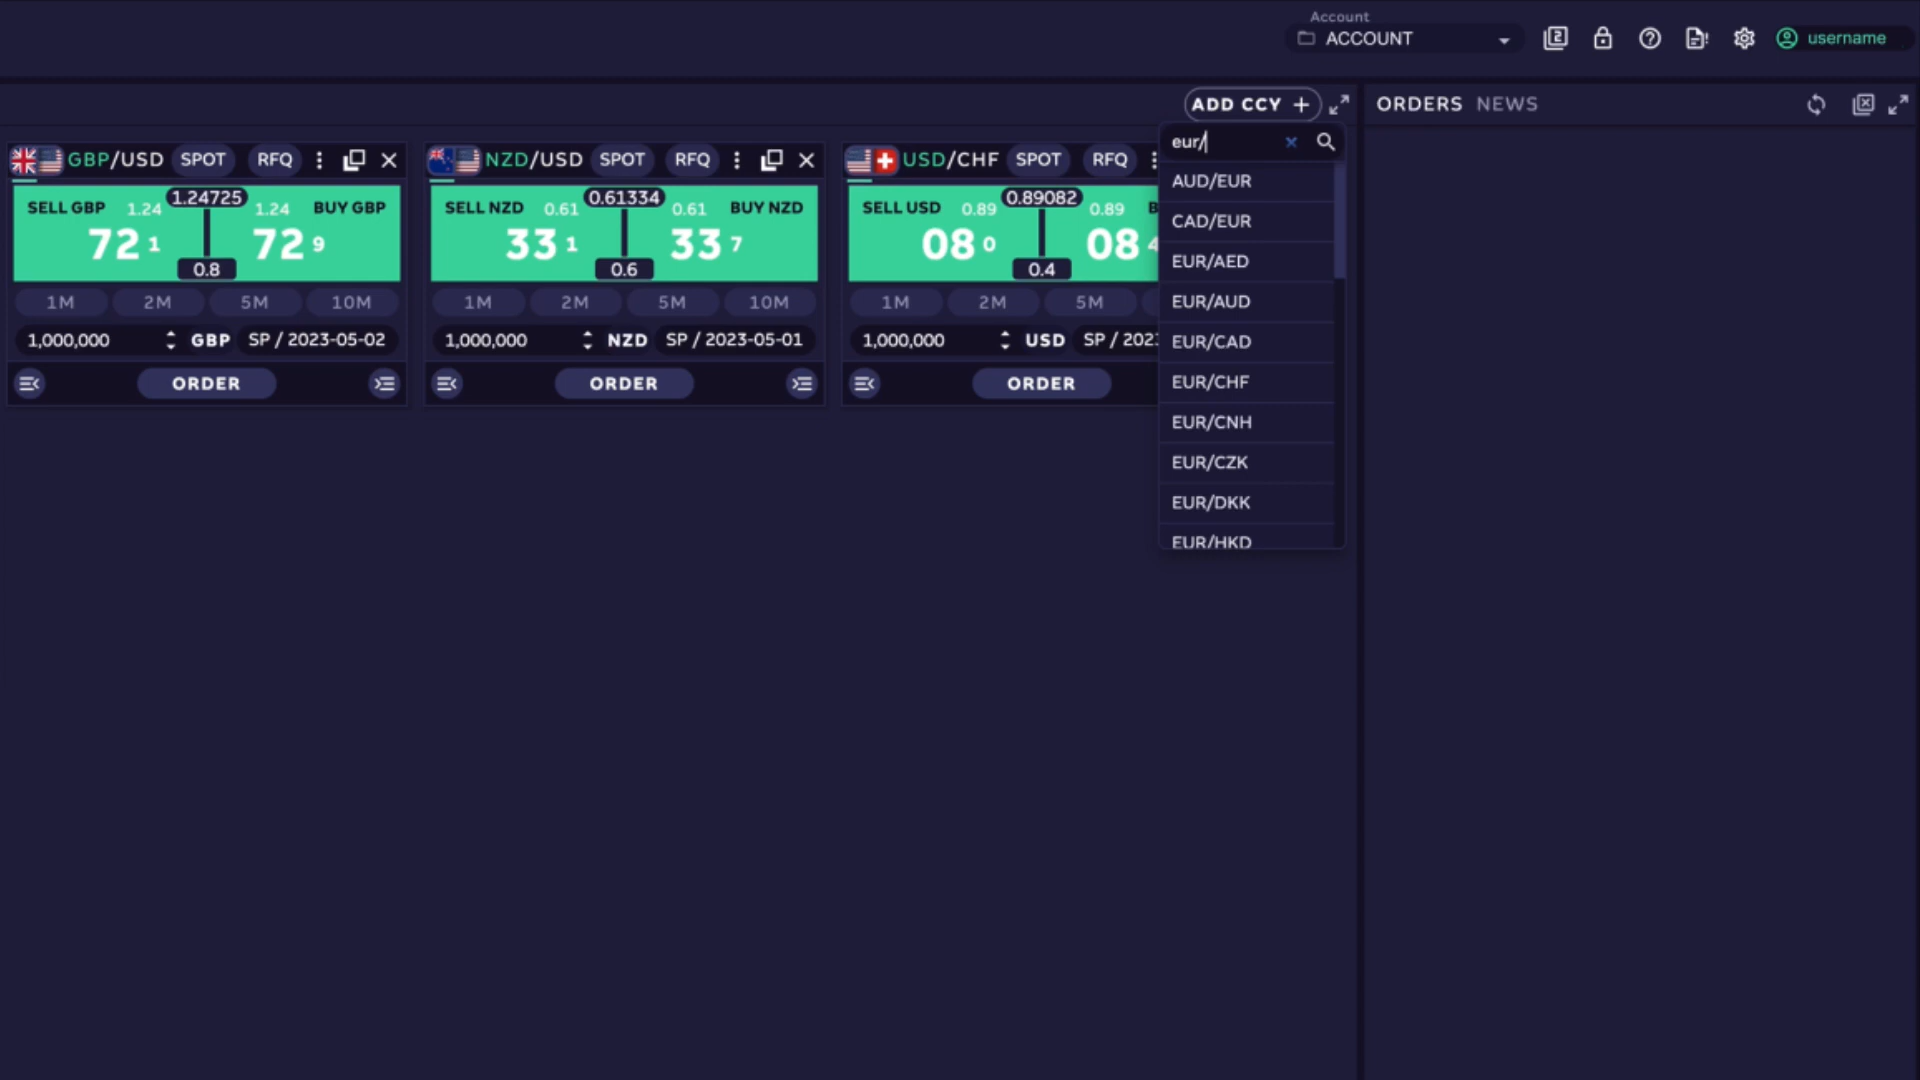 Account
ACCOUNT
username
ADD CCY +
ORDERS NEWS
eur/
AUD/EUR
CAD/EUR
EUR/AED
EUR/AUD
EUR/CAD
EUR/CHF
EUR/CNH
EUR/CZK
EUR/DKK
EUR/HKD
GBP/USD SPOT RFQ
SELL GBP 1.24 1.24725 1.24 BUY GBP
72 1 72 9
0.8
1M 2M 5M 10M
1,000,000 GBP SP / 2023-05-02
ORDER
NZD/USD SPOT RFQ
SELL NZD 0.61 0.61334 0.61 BUY NZD
33 1 33 7
0.6
1M 2M 5M 10M
1,000,000 NZD SP / 2023-05-01
ORDER
USD/CHF SPOT RFQ
SELL USD 0.89 0.89082 0.89
08 0 08 4
0.4
1M 2M 5M
1,000,000 USD SP / 202
ORDER